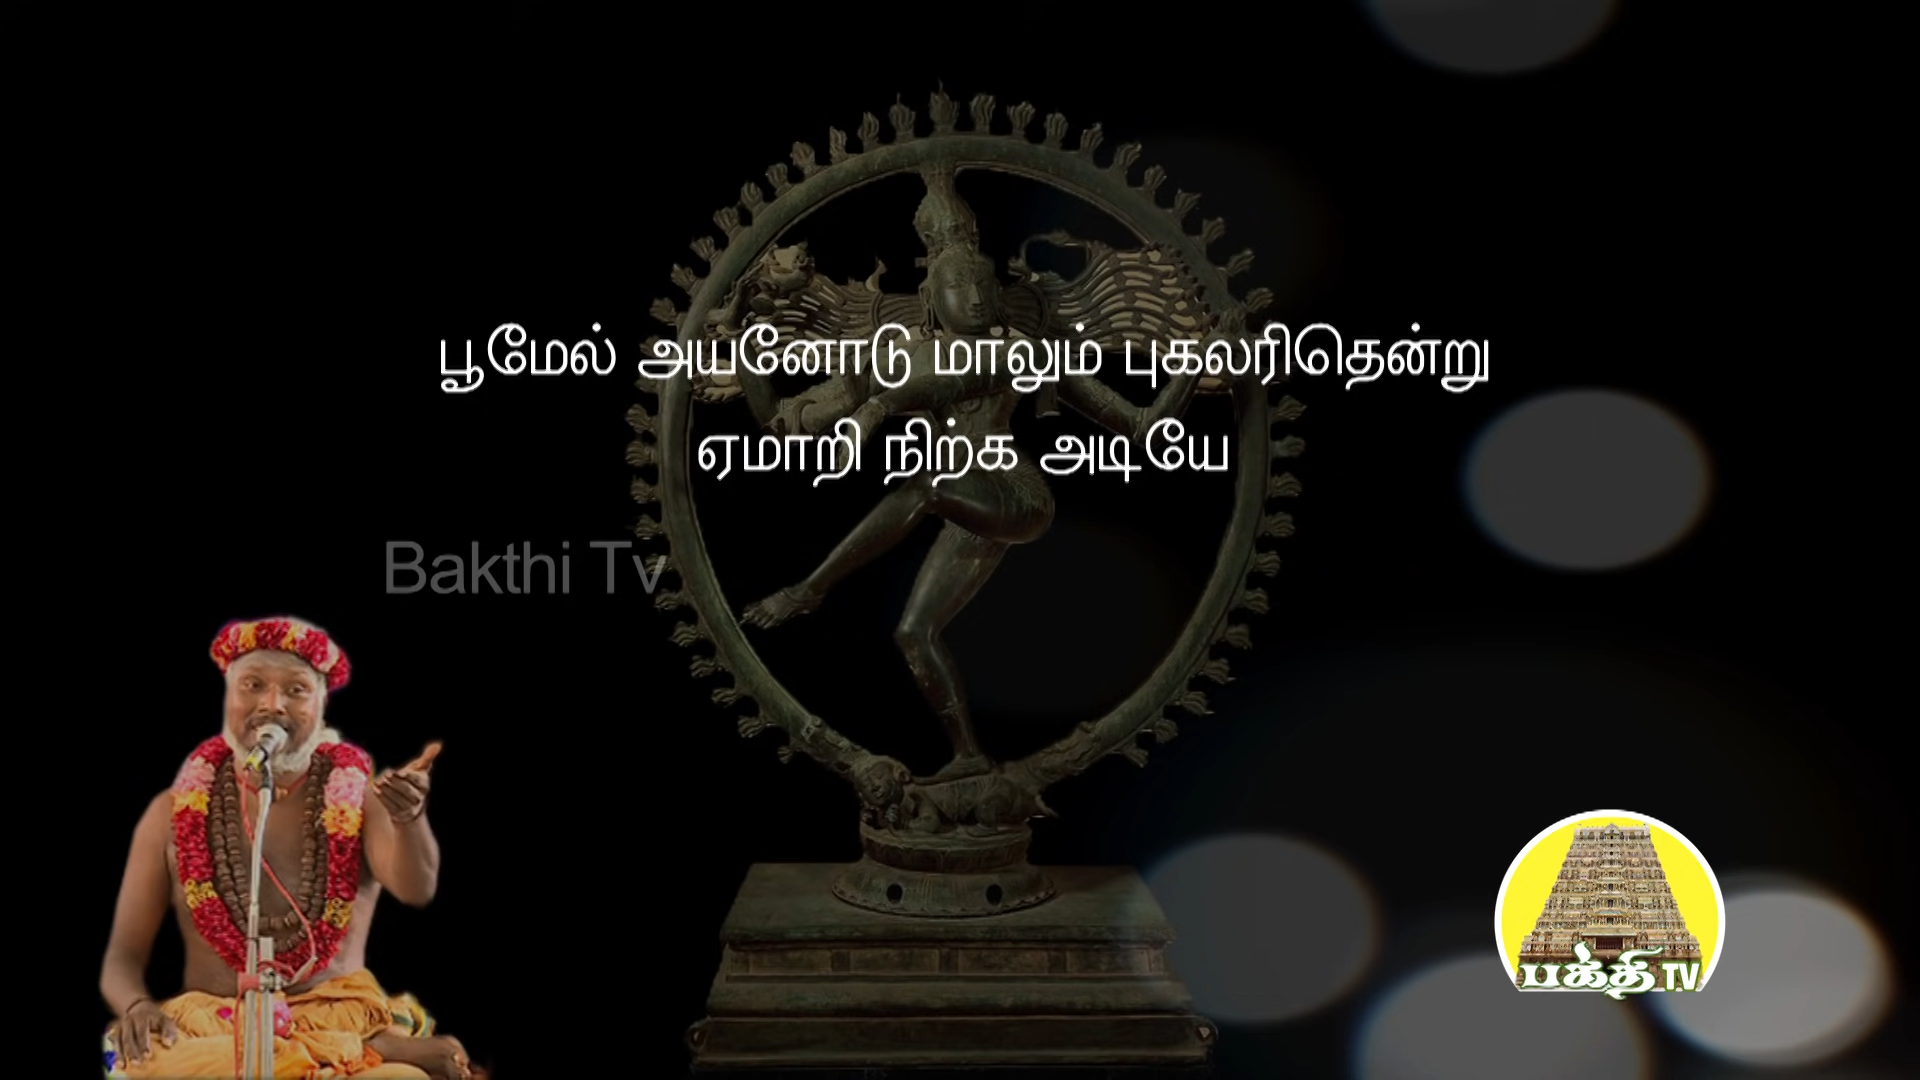 பூமேல் அயனோடு மாலும் புகலரிதென்று
ஏமாறி நிற்க அடியே
Bakthi Tv
பக்தி TV